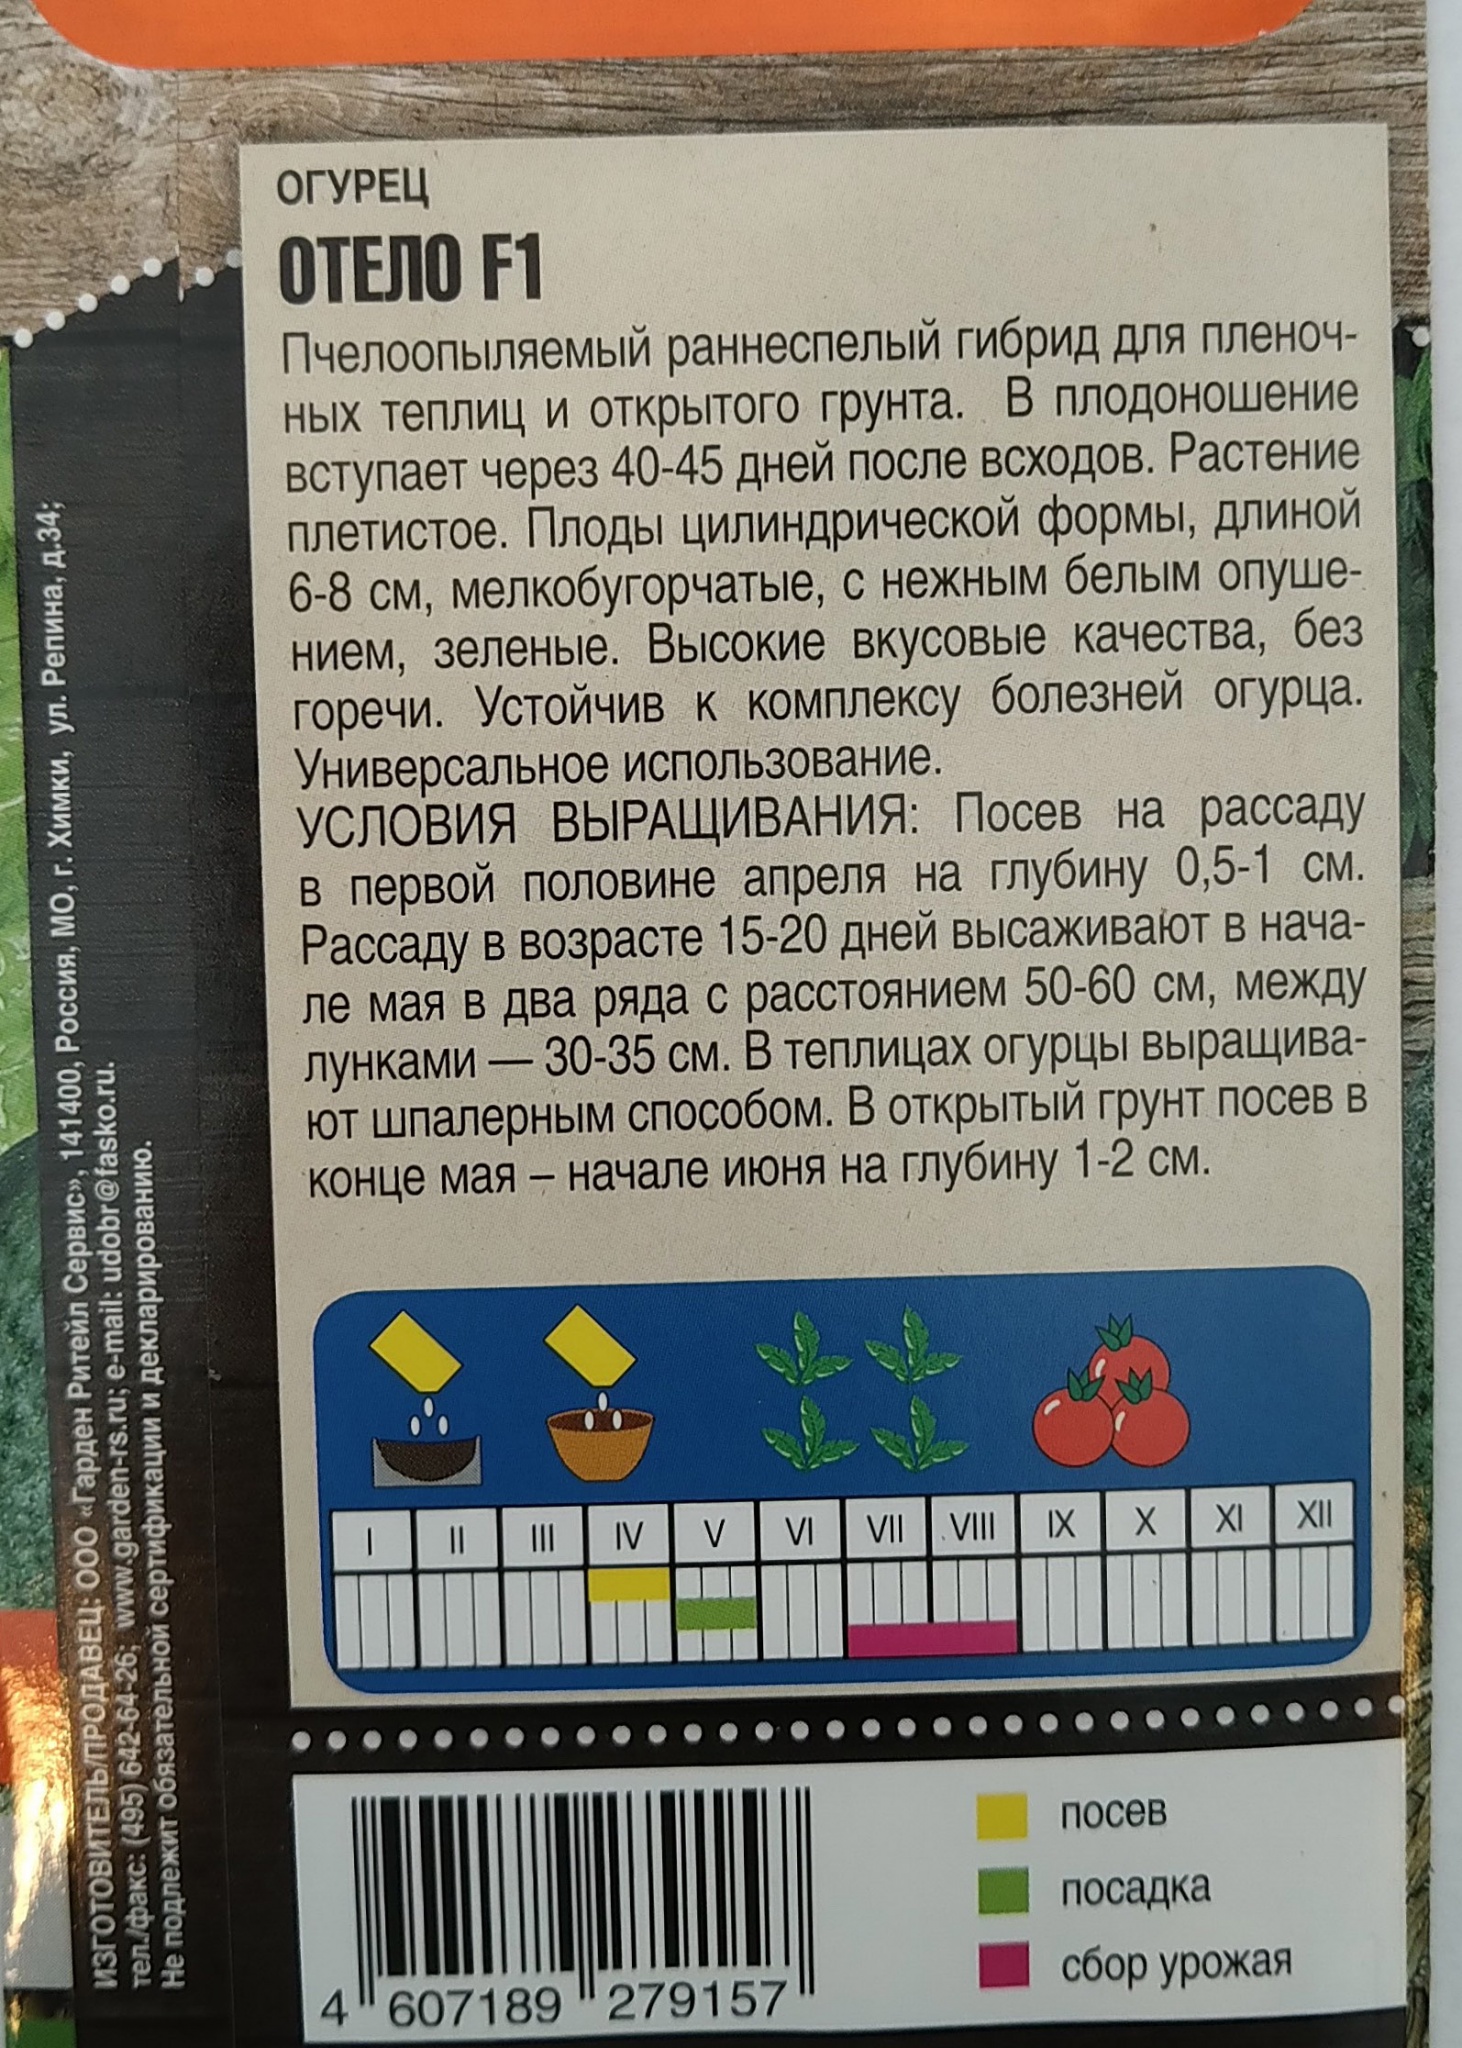 ОГУРЕЦ
ОТЕЛО F1
Пчелоопыляемый раннеспелый гибрид для пленоч-
ных теплиц и открытого грунта. В плодоношение
вступает через 40-45 дней после всходов. Растение
плетистое. Плоды цилиндрической формы, длиной
6-8 см, мелкобугорчатые, с нежным белым опуше-
нием, зеленые. Высокие вкусовые качества, без
горечи. Устойчив к комплексу болезней огурца.
Универсальное использование.
УСЛОВИЯ ВЫРАЩИВАНИЯ: Посев на рассаду
в первой половине апреля на глубину 0,5-1 см.
Рассаду в возрасте 15-20 дней высаживают в нача-
ле мая в два ряда с расстоянием 50-60 см, между
лунками — 30-35 см. В теплицах огурцы выращива-
ют шпалерным способом. В открытый грунт посев в
конце мая – начале июня на глубину 1-2 см.
I II III IV V VI VII VIII IX X XI XII
посев
посадка
сбор урожая
4 607189 279157
ИЗГОТОВИТЕЛЬ/ПРОДАВЕЦ: ООО «Гарден Ритейл Сервис», 141400, Россия, МО, г. Химки, ул. Репина, д.34;
тел./факс: (495) 642-64-26; www.garden-rs.ru; e-mail: udobr@fasko.ru.
Не подлежит обязательной сертификации и декларированию.